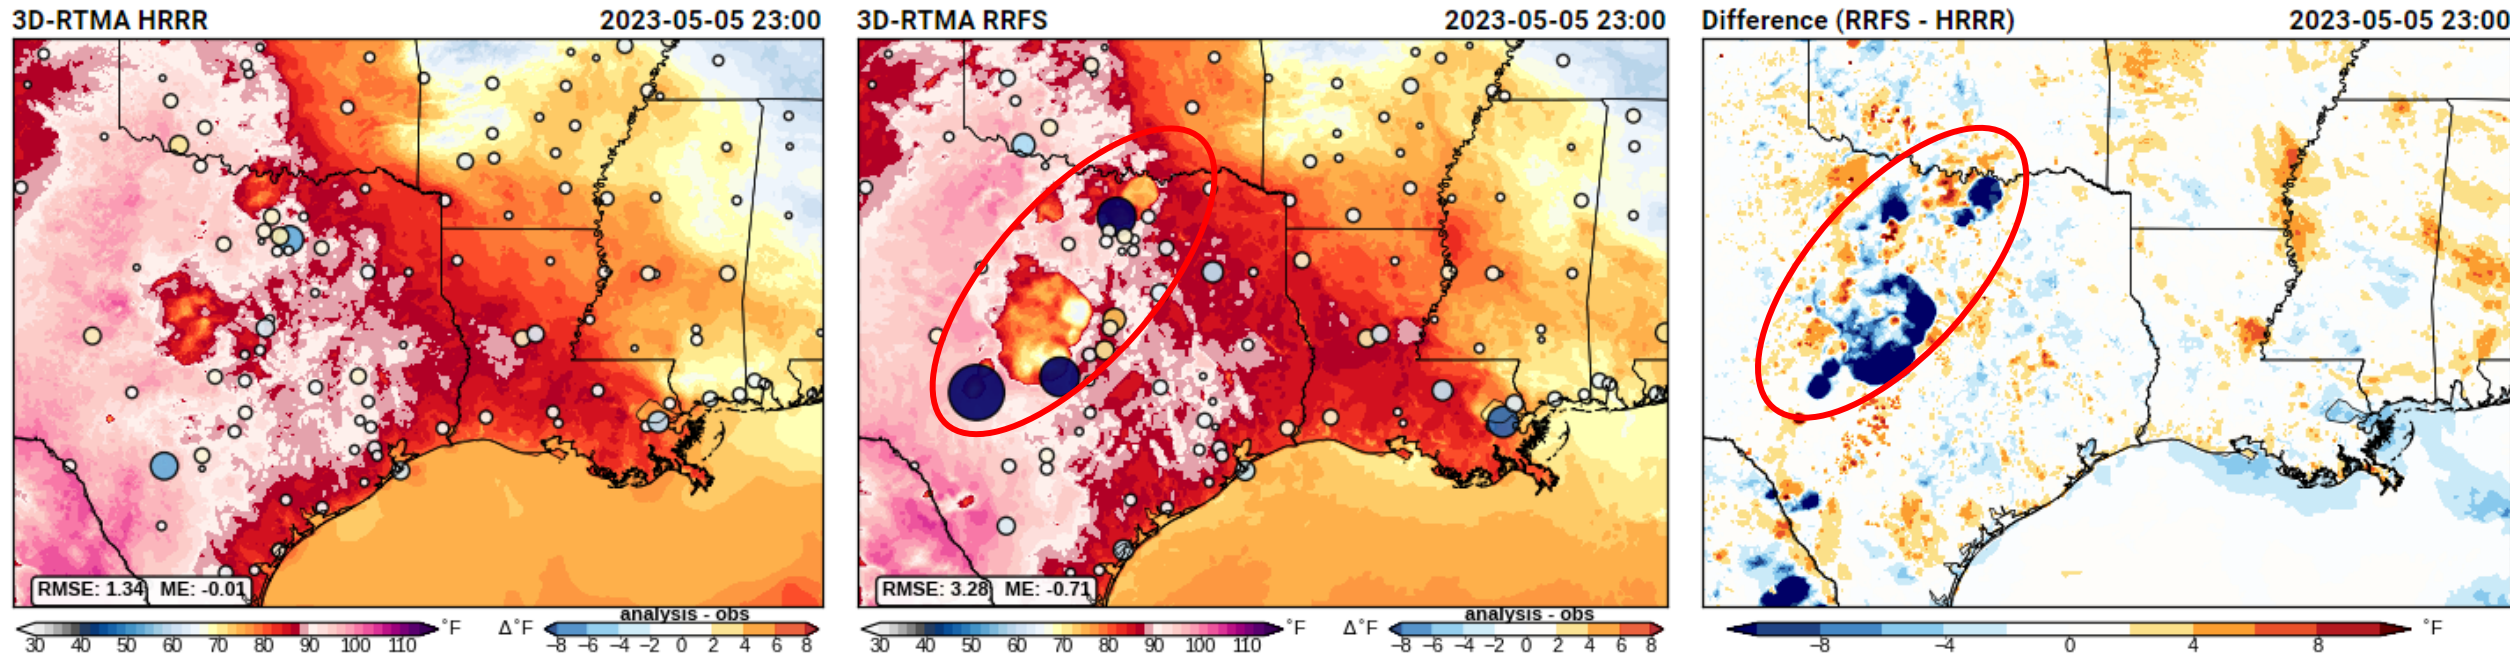 3D-RTMA HRRR 2023-05-05 23:00
3D-RTMA RRFS 2023-05-05 23:00
Difference (RRFS - HRRR) 2023-05-05 23:00
RMSE: 1.34 ME: -0.01
RMSE: 3.28 ME: -0.71
analysis - obs
analysis - obs
30 40 50 60 70 80 90 100 110 °F
Δ°F −8 −6 −4 −2 0 2 4 6 8
30 40 50 60 70 80 90 100 110 °F
Δ°F −8 −6 −4 −2 0 2 4 6 8
−8 −4 0 4 8 °F